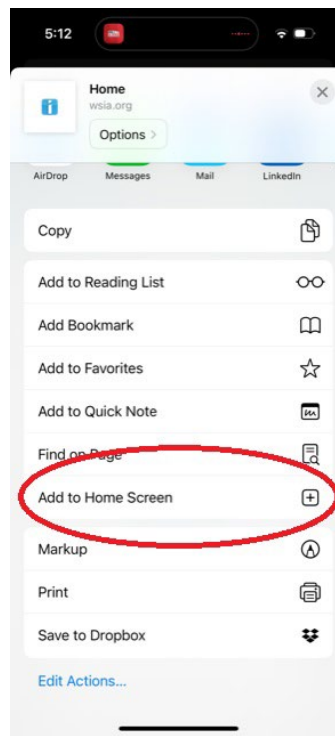 5:12
Home
wsia.org
Options >
AirDrop Messages Mail LinkedIn
Copy
Add to Reading List
Add Bookmark
Add to Favorites
Add to Quick Note
Find on Page
Add to Home Screen
Markup
Print
Save to Dropbox
Edit Actions...